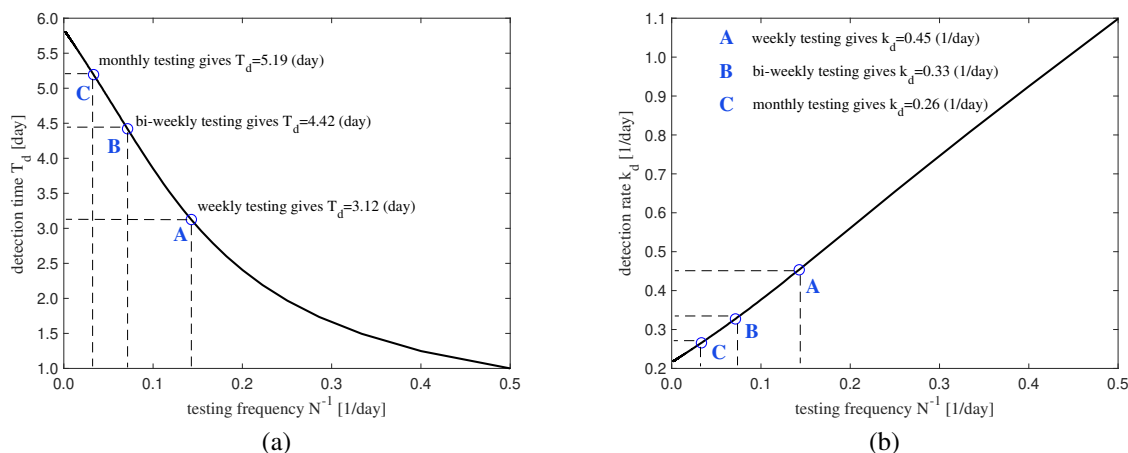 6.0
5.5
5.0
4.5
4.0
3.5
3.0
2.5
2.0
1.5
1.0
detection time T_d [day]
monthly testing gives T_d=5.19 (day)
C
bi-weekly testing gives T_d=4.42 (day)
B
weekly testing gives T_d=3.12 (day)
A
0.0 0.1 0.2 0.3 0.4 0.5
testing frequency N^-1 [1/day]
(a)
1.1
1.0
0.9
0.8
0.7
0.6
0.5
0.4
0.3
0.2
detection rate k_d [1/day]
A weekly testing gives k_d=0.45 (1/day)
B bi-weekly testing gives k_d=0.33 (1/day)
C monthly testing gives k_d=0.26 (1/day)
A
B
C
0.0 0.1 0.2 0.3 0.4 0.5
testing frequency N^-1 [1/day]
(b)